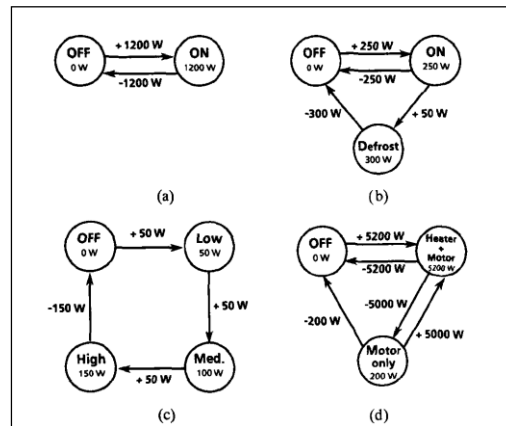 OFF
0 W
+ 1200 W
-1200 W
ON
1200 W
(a)
OFF
0 W
+ 250 W
-250 W
ON
250 W
-300 W
+ 50 W
Defrost
300 W
(b)
OFF
0 W
+ 50 W
Low
50 W
-150 W
+ 50 W
High
150 W
+ 50 W
Med.
100 W
(c)
OFF
0 W
+ 5200 W
-5200 W
Heater
+
Motor
5200 W
-5000 W
-200 W
+ 5000 W
Motor
only
200 W
(d)